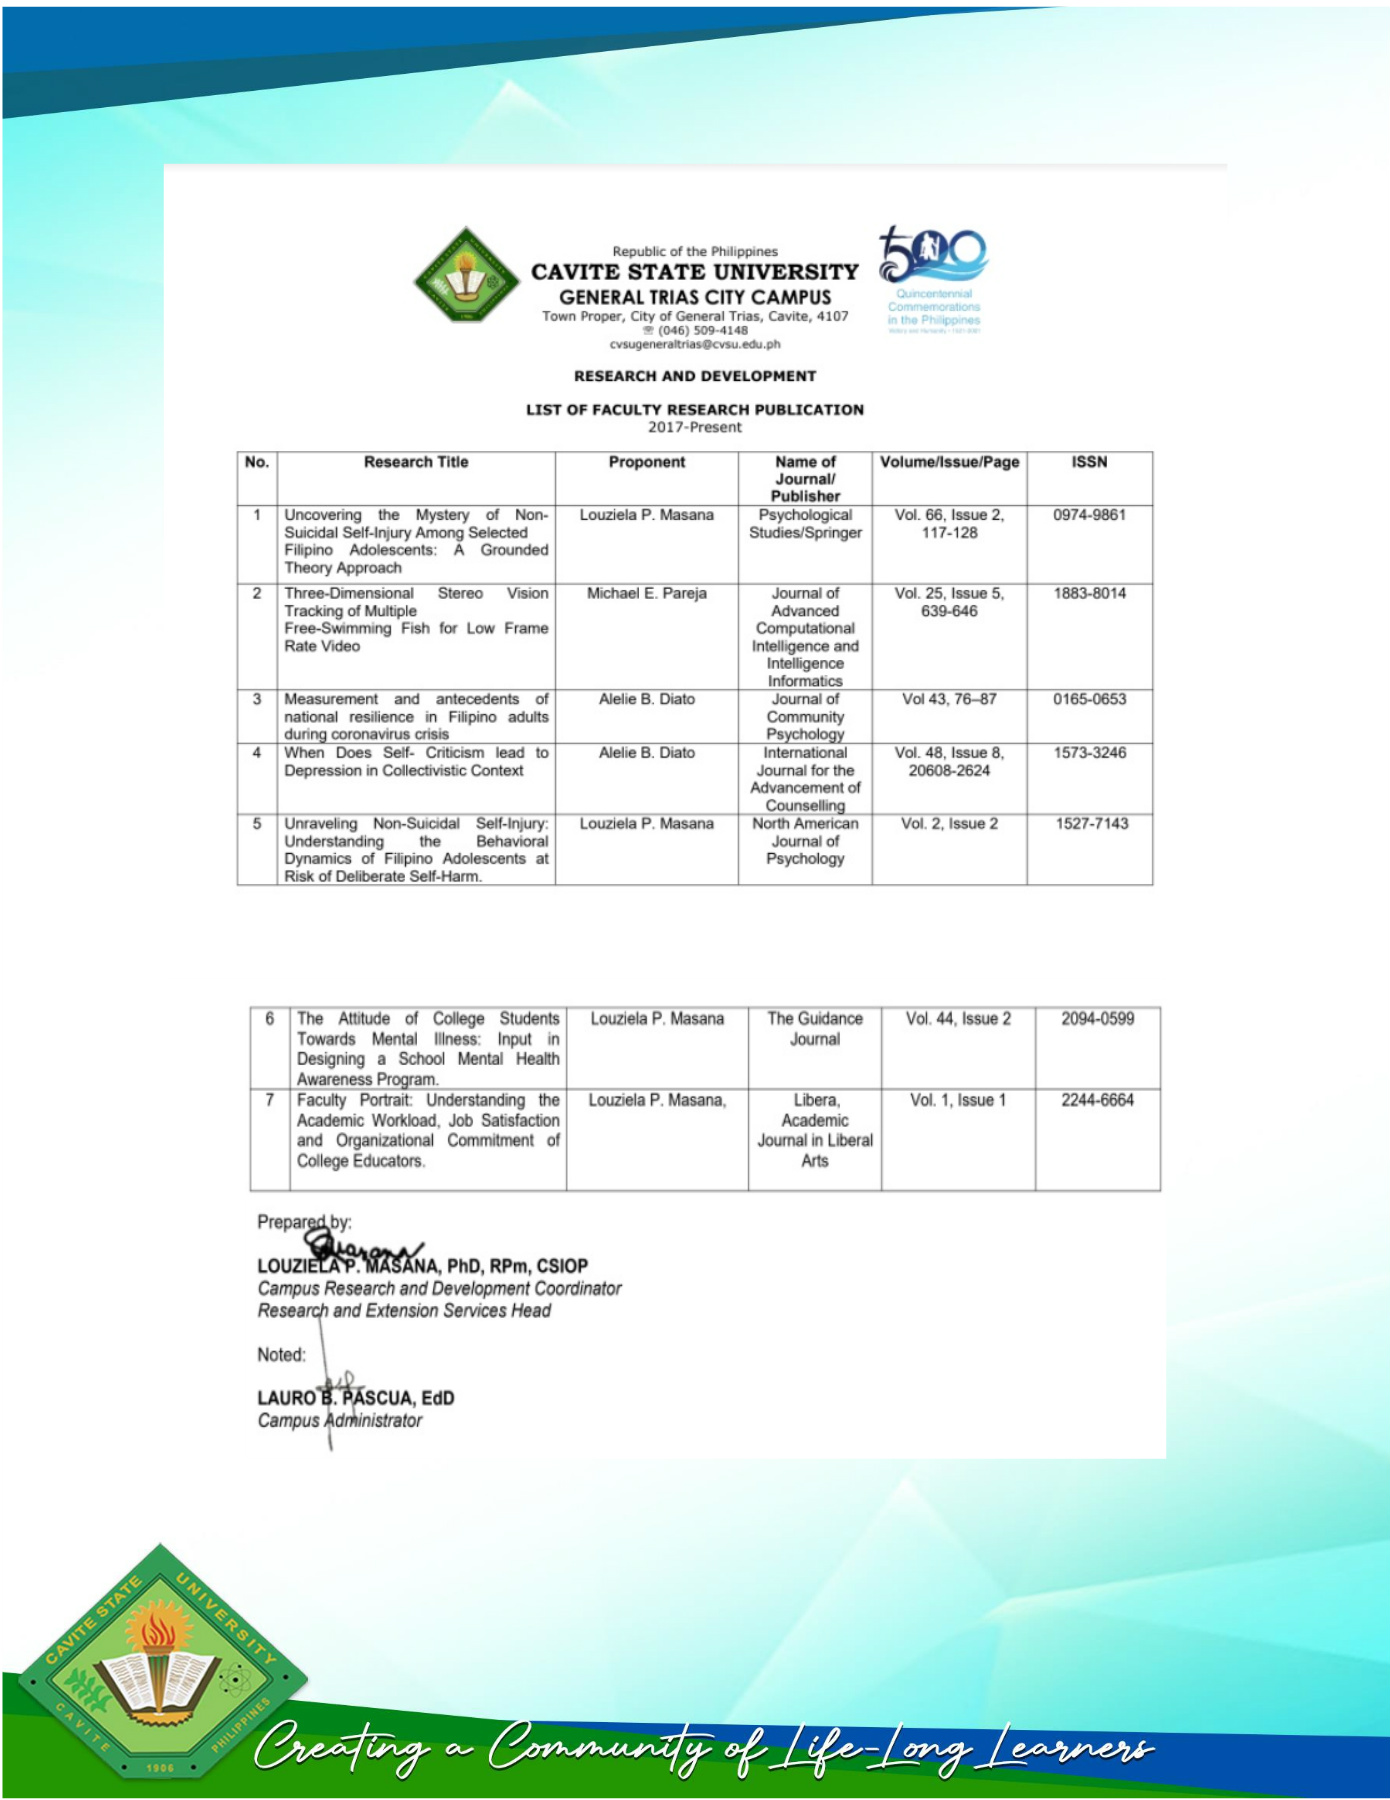 Republic of the Philippines
CAVITE STATE UNIVERSITY
GENERAL TRIAS CITY CAMPUS
Town Proper, City of General Trias, Cavite, 4107
☏ (046) 509-4148
cvsugeneraltrias@cvsu.edu.ph
500
Quincentennial
Commemorations
in the Philippines
RESEARCH AND DEVELOPMENT
LIST OF FACULTY RESEARCH PUBLICATION
2017-Present
No. Research Title Proponent Name of Journal/ Publisher Volume/Issue/Page ISSN
1 Uncovering the Mystery of Non-
Suicidal Self-Injury Among Selected
Filipino Adolescents: A Grounded
Theory Approach
Louziela P. Masana
Psychological
Studies/Springer
Vol. 66, Issue 2,
117-128
0974-9861
2 Three-Dimensional Stereo Vision
Tracking of Multiple
Free-Swimming Fish for Low Frame
Rate Video
Michael E. Pareja
Journal of
Advanced
Computational
Intelligence and
Intelligence
Informatics
Vol. 25, Issue 5,
639-646
1883-8014
3 Measurement and antecedents of
national resilience in Filipino adults
during coronavirus crisis
Alelie B. Diato
Journal of
Community
Psychology
Vol 43, 76–87
0165-0653
4 When Does Self- Criticism lead to
Depression in Collectivistic Context
Alelie B. Diato
International
Journal for the
Advancement of
Counselling
Vol. 48, Issue 8,
20608-2624
1573-3246
5 Unraveling Non-Suicidal Self-Injury:
Understanding the Behavioral
Dynamics of Filipino Adolescents at
Risk of Deliberate Self-Harm.
Louziela P. Masana
North American
Journal of
Psychology
Vol. 2, Issue 2
1527-7143
6 The Attitude of College Students
Towards Mental Illness: Input in
Designing a School Mental Health
Awareness Program.
Louziela P. Masana
The Guidance
Journal
Vol. 44, Issue 2
2094-0599
7 Faculty Portrait: Understanding the
Academic Workload, Job Satisfaction
and Organizational Commitment of
College Educators.
Louziela P. Masana,
Libera,
Academic
Journal in Liberal
Arts
Vol. 1, Issue 1
2244-6664
Prepared by:
LOUZIELA P. MASANA, PhD, RPm, CSIOP
Campus Research and Development Coordinator
Research and Extension Services Head
Noted:
LAURO B. PASCUA, EdD
Campus Administrator
CAVITE STATE UNIVERSITY
CAVITE PHILIPPINES
1906
Creating a Community of Life-Long Learners